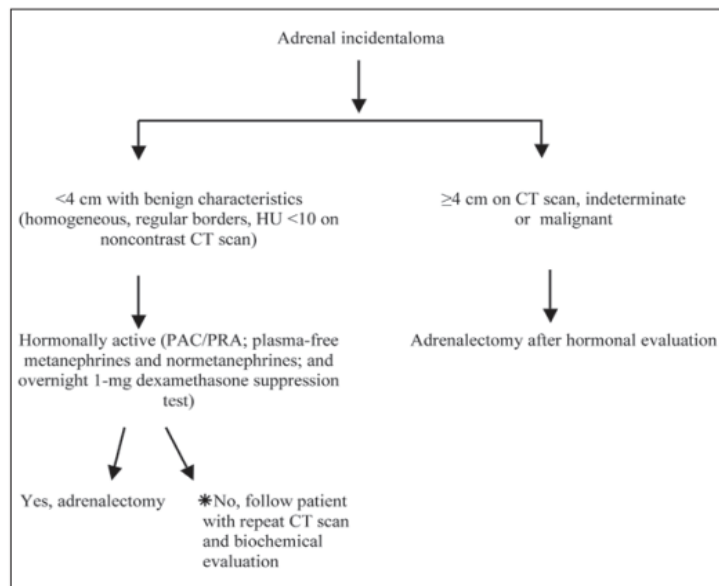 Adrenal incidentaloma
<4 cm with benign characteristics
(homogeneous, regular borders, HU <10 on
noncontrast CT scan)
≥4 cm on CT scan, indeterminate
or malignant
Hormonally active (PAC/PRA; plasma-free
metanephrines and normetanephrines; and
overnight 1-mg dexamethasone suppression
test)
Adrenalectomy after hormonal evaluation
Yes, adrenalectomy
*No, follow patient
with repeat CT scan
and biochemical
evaluation